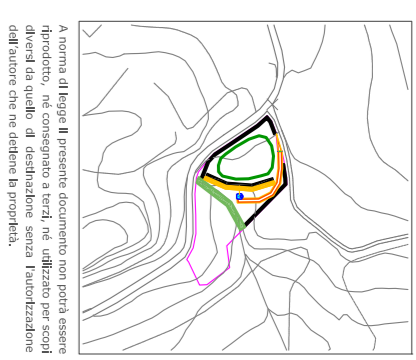 A norma di legge il presente documento non potrà essere
riprodotto, né consegnato a terzi, né utilizzato per scopi
diversi da quello di destinazione senza l'autorizzazione
dell'autore che ne detiene la proprietà.